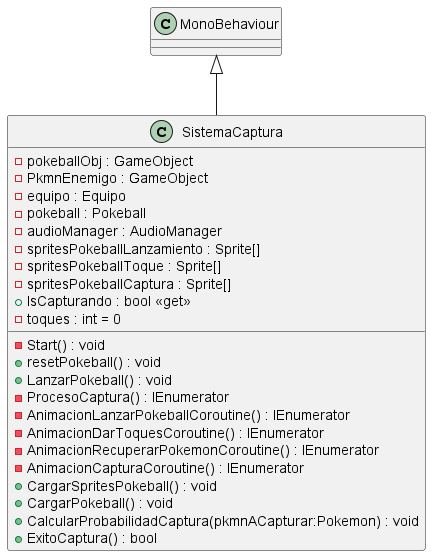 C MonoBehaviour
C SistemaCaptura
pokeballObj : GameObject
PkmnEnemigo : GameObject
equipo : Equipo
pokeball : Pokeball
audioManager : AudioManager
spritesPokeballLanzamiento : Sprite[]
spritesPokeballToque : Sprite[]
spritesPokeballCaptura : Sprite[]
IsCapturando : bool «get»
toques : int = 0
Start() : void
resetPokeball() : void
LanzarPokeball() : void
ProcesoCaptura() : IEnumerator
AnimacionLanzarPokeballCoroutine() : IEnumerator
AnimacionDarToquesCoroutine() : IEnumerator
AnimacionRecuperarPokemonCoroutine() : IEnumerator
AnimacionCapturaCoroutine() : IEnumerator
CargarSpritesPokeball() : void
CargarPokeball() : void
CalcularProbabilidadCaptura(pkmnACapturar:Pokemon) : void
ExitoCaptura() : bool